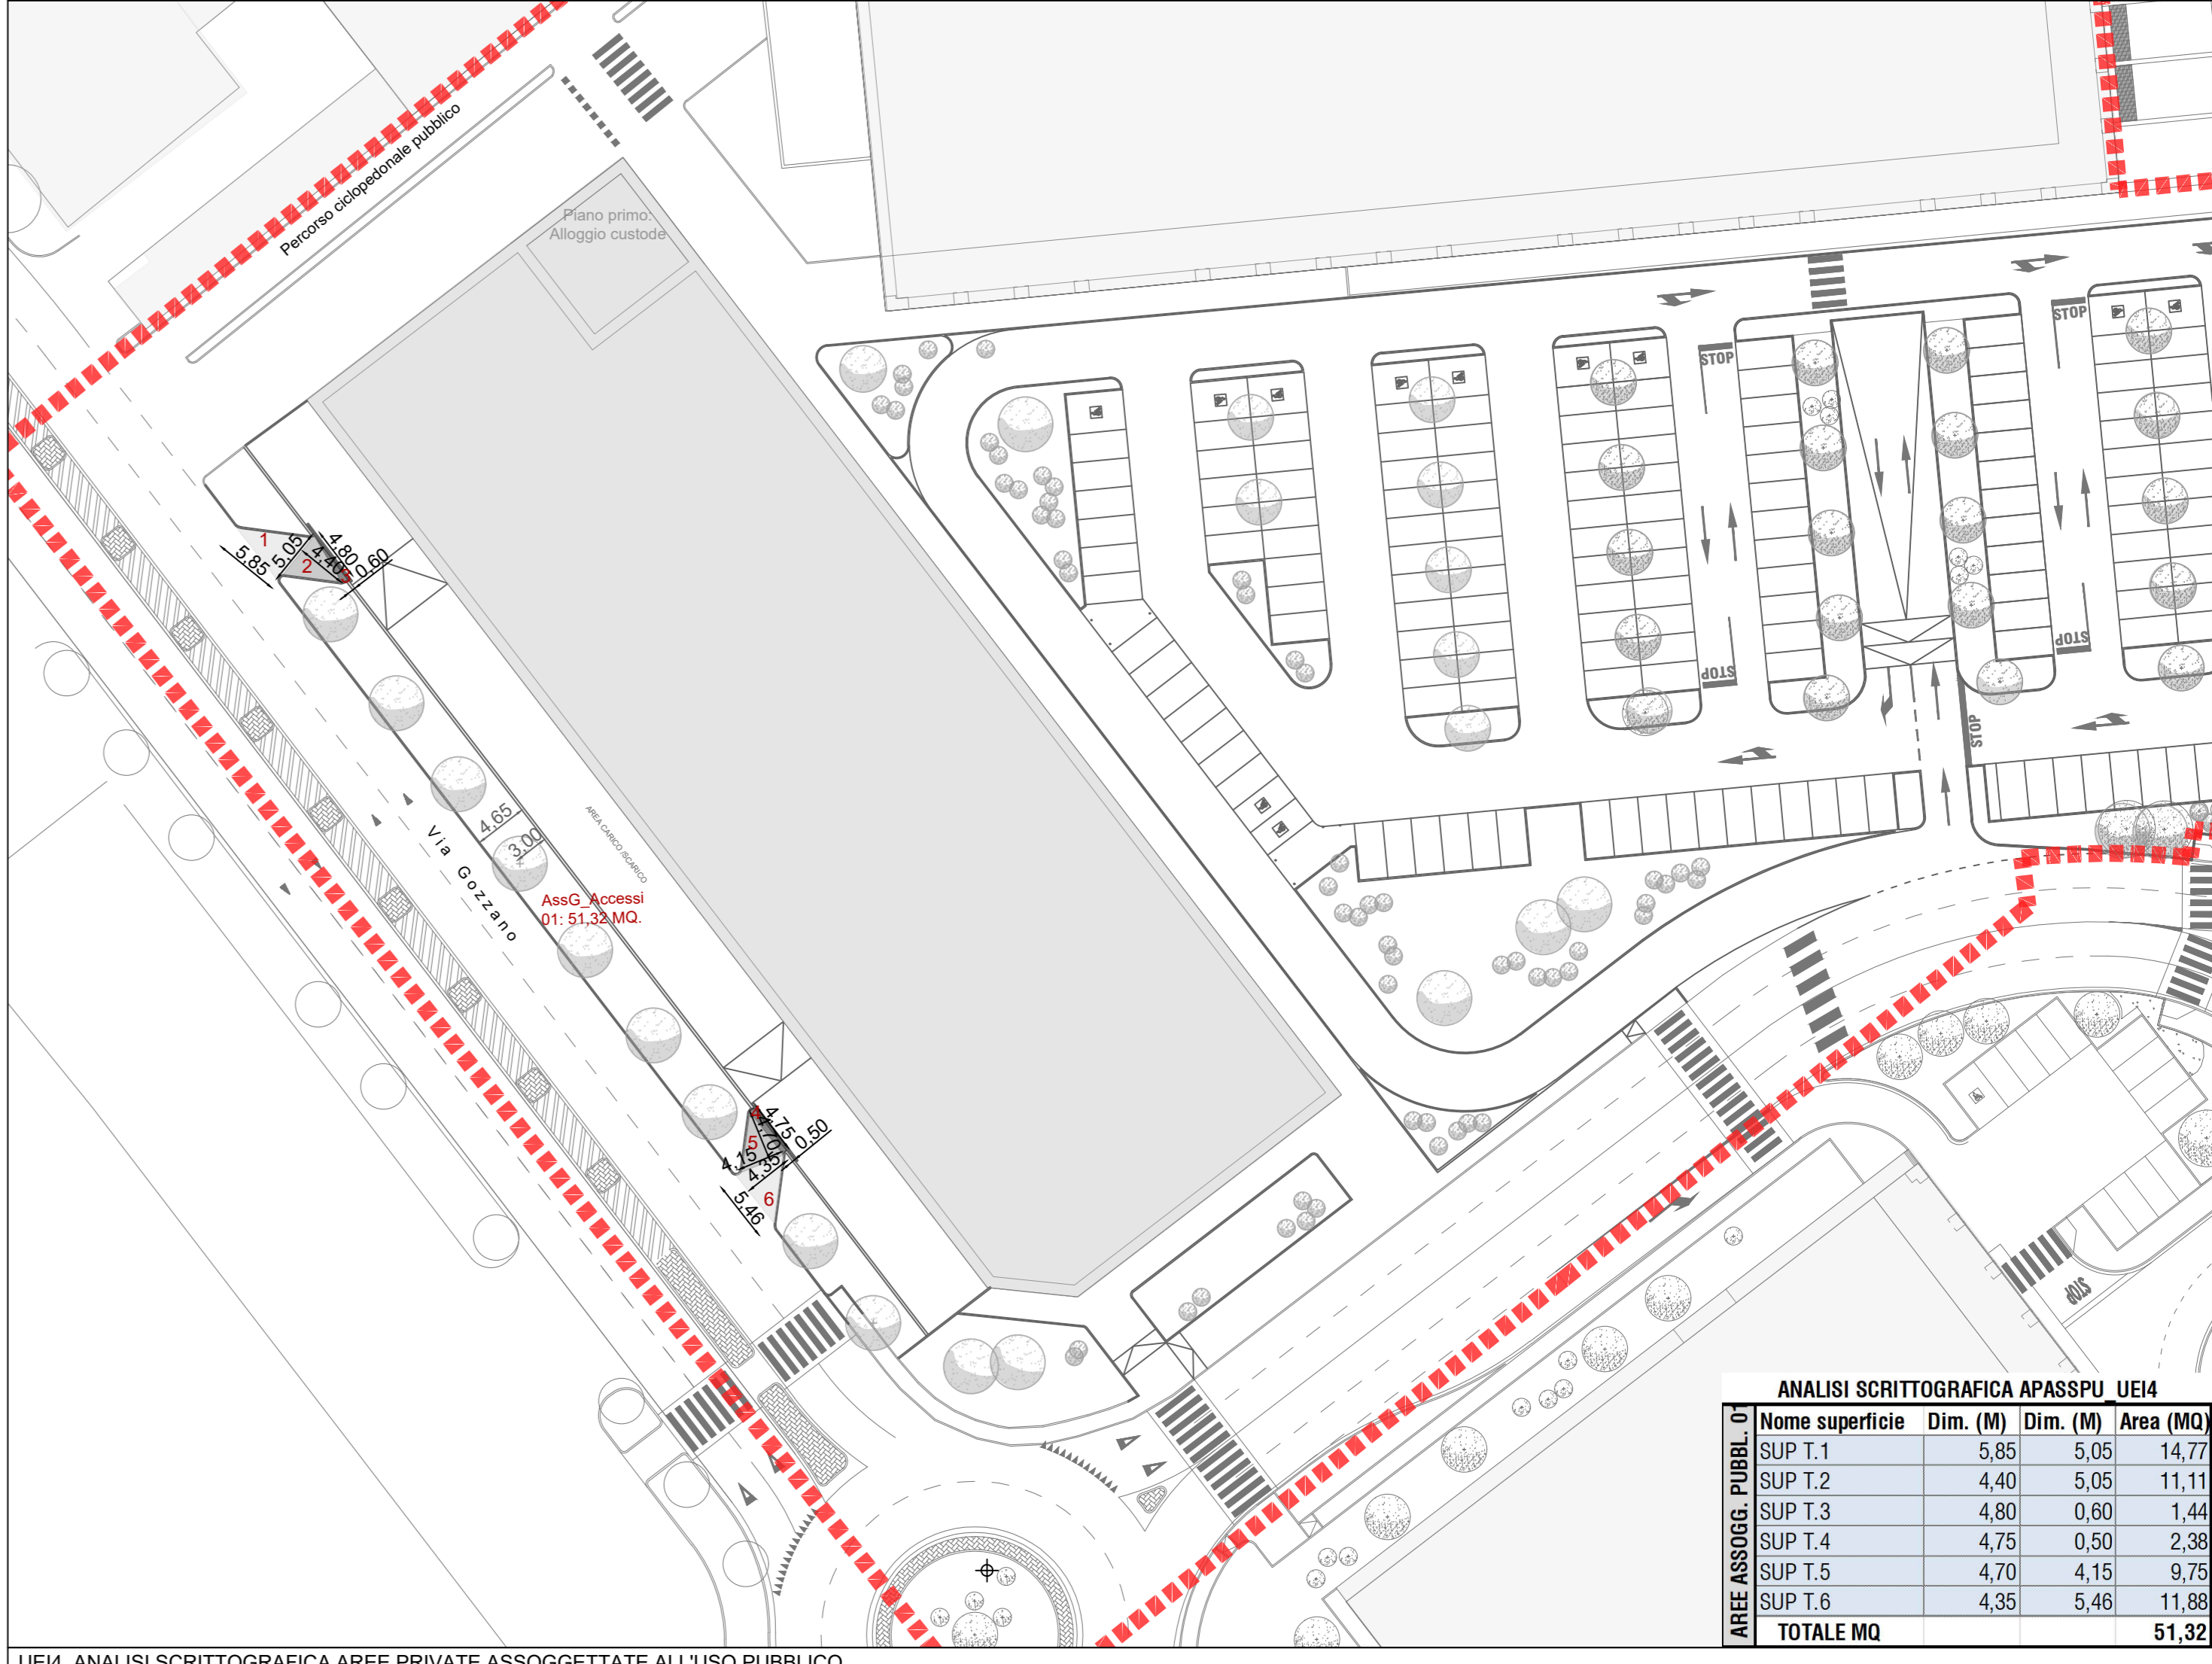 Percorso ciclopedonale pubblico
Piano primo:
Alloggio custode
STOP
STOP
STOP
STOP
STOP
STOP
STOP
1
2
5,85
5,05
4,40
4,80
0,60
4,65
3,00
AREA CARICO /SCARICO
Via Gozzano
AssG_Accessi
01: 51,32 MQ.
4,75
0,50
4,70
5
4,15
4,35
6
5,46
ANALISI SCRITTOGRAFICA APASSPU_UEI4
AREE ASSOGG. PUBBL. 01
Nome superficie Dim. (M) Dim. (M) Area (MQ)
SUP T.1 5,85 5,05 14,77
SUP T.2 4,40 5,05 11,11
SUP T.3 4,80 0,60 1,44
SUP T.4 4,75 0,50 2,38
SUP T.5 4,70 4,15 9,75
SUP T.6 4,35 5,46 11,88
TOTALE MQ 51,32
UEI4_ANALISI SCRITTOGRAFICA AREE PRIVATE ASSOGGETTATE ALL'USO PUBBLICO